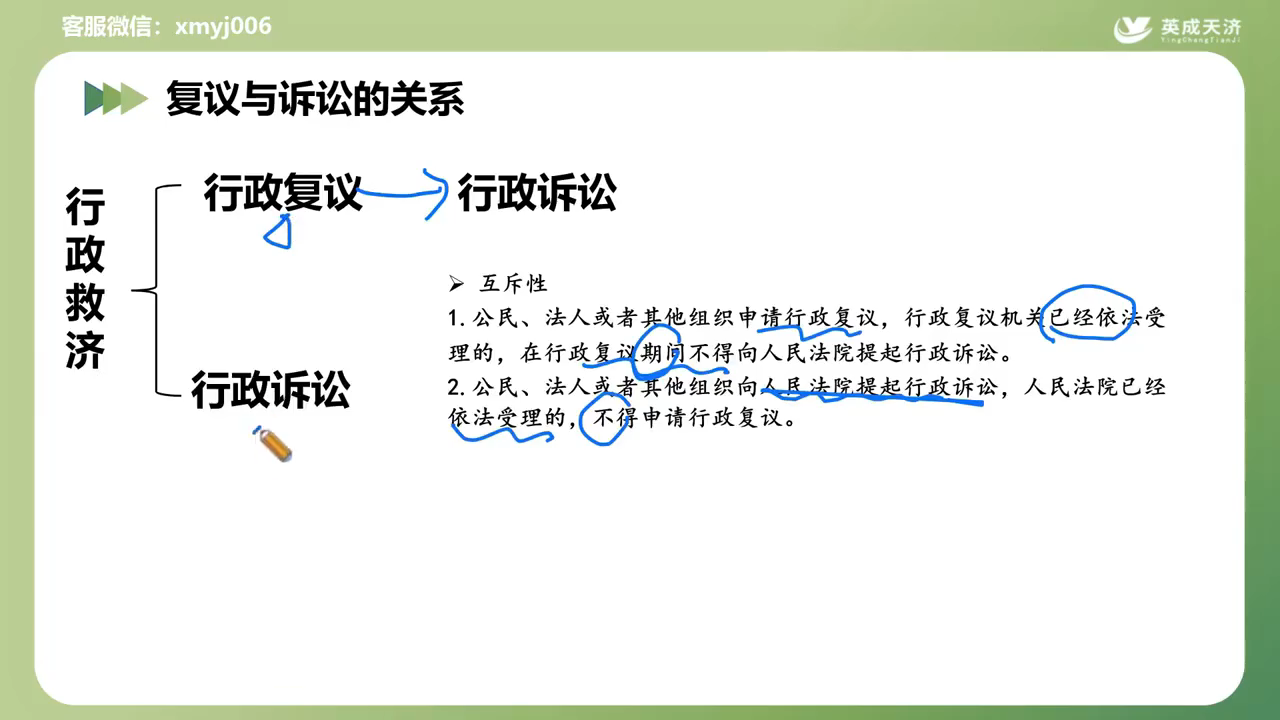 客服微信：xmyj006
英成天济
YingChengTianJi
复议与诉讼的关系
行政救济
行政复议
行政诉讼
行政诉讼
➢ 互斥性
1. 公民、法人或者其他组织申请行政复议，行政复议机关已经依法受
理的，在行政复议期间不得向人民法院提起行政诉讼。
2. 公民、法人或者其他组织向人民法院提起行政诉讼，人民法院已经
依法受理的，不得申请行政复议。